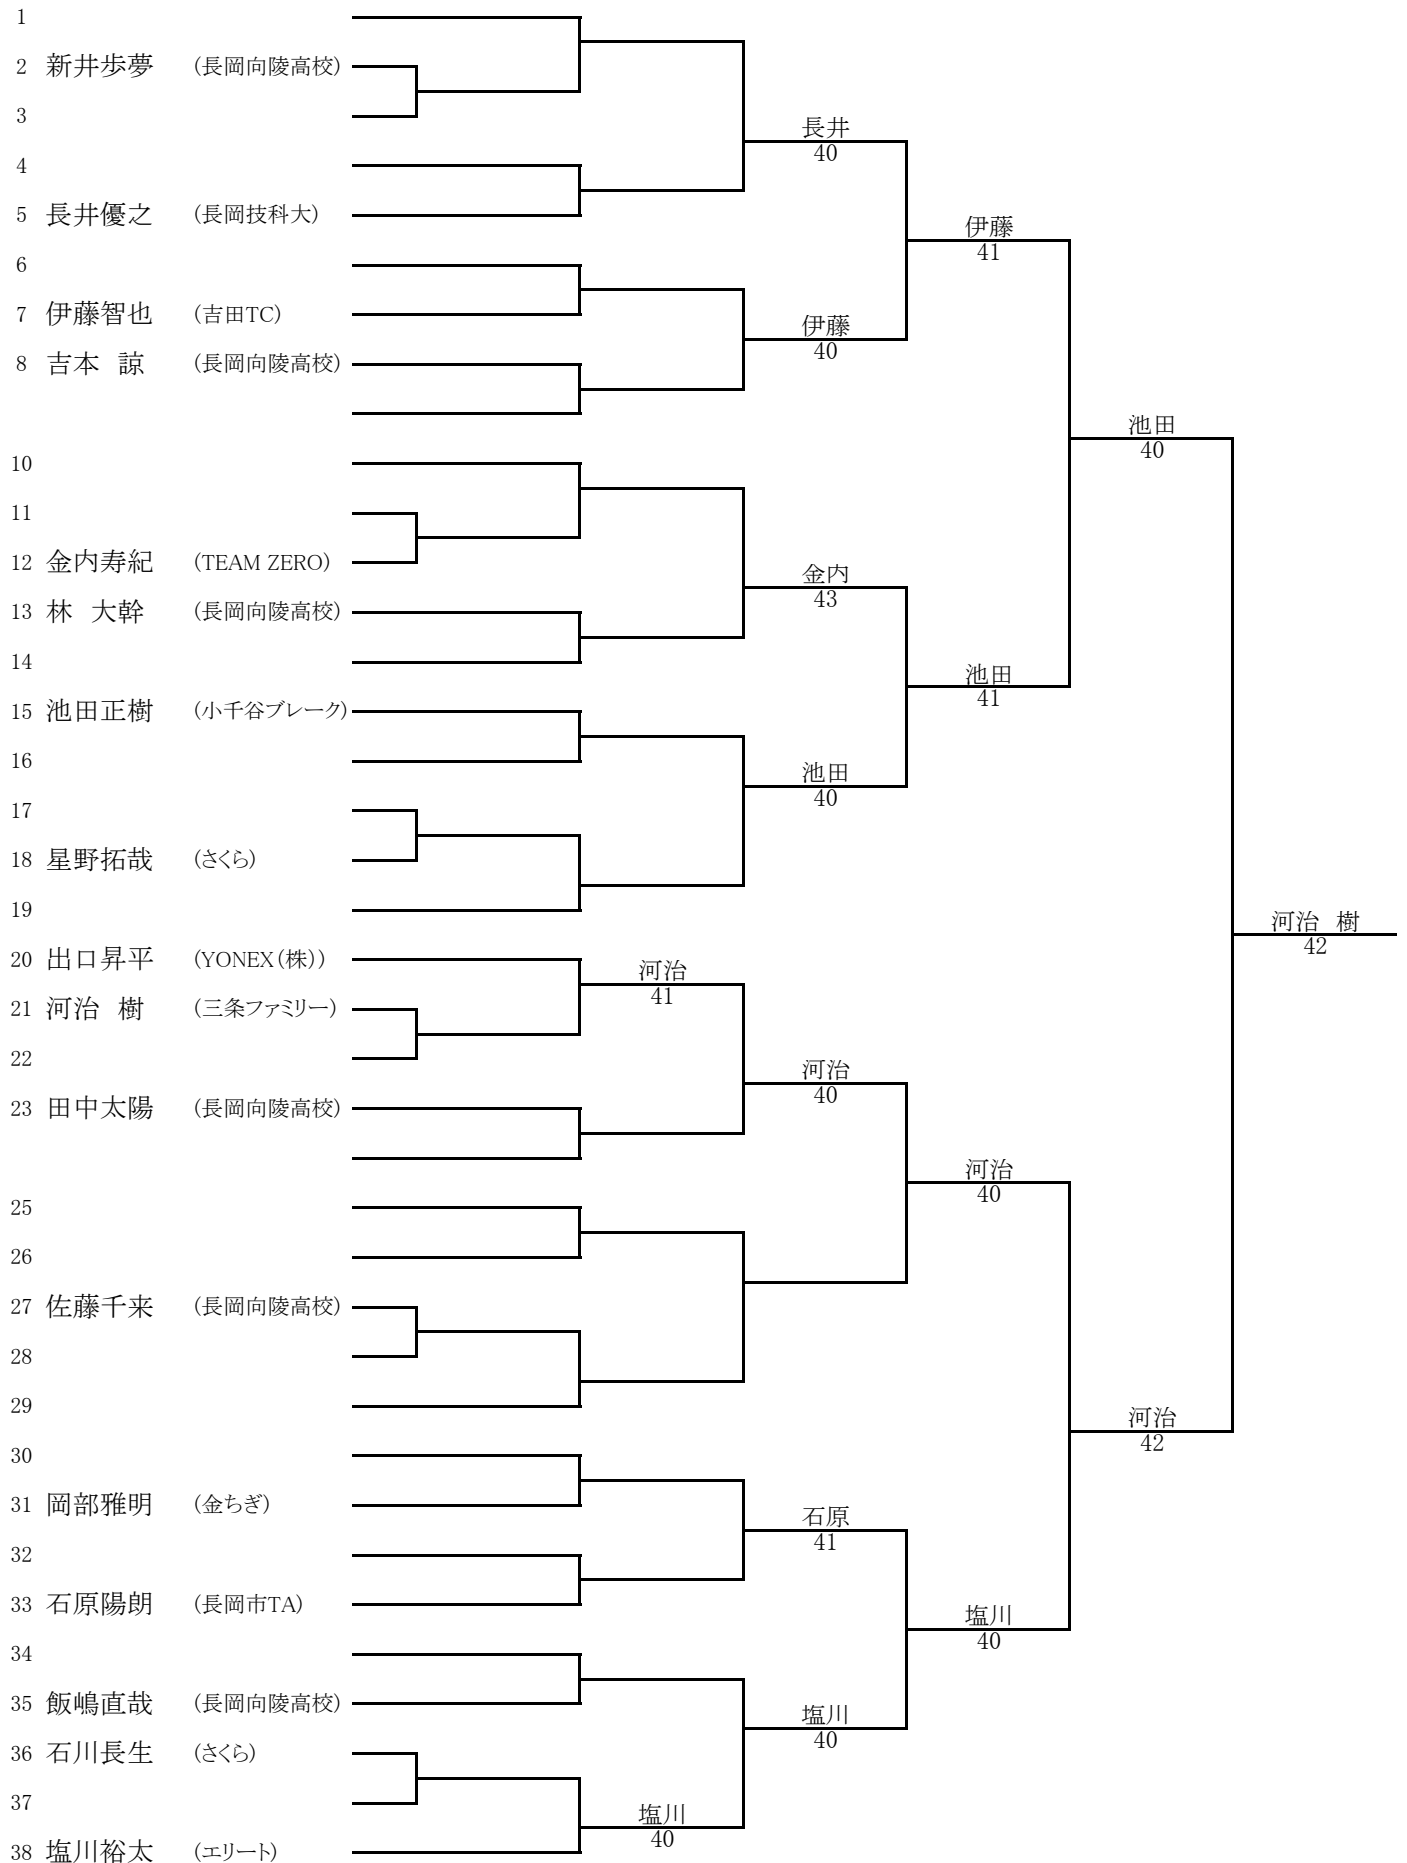 1
2 新井歩夢 (長岡向陵高校)
3
長井
40
4
5 長井優之 (長岡技科大)
伊藤
41
6
7 伊藤智也 (吉田TC)
伊藤
40
8 吉本 諒 (長岡向陵高校)
池田
40
10
11
12 金内寿紀 (TEAM ZERO)
金内
43
13 林 大幹 (長岡向陵高校)
14
池田
41
15 池田正樹 (小千谷ブレーク)
16
池田
40
17
18 星野拓哉 (さくら)
19
河治 樹
42
20 出口昇平 (YONEX(株))
河治
41
21 河治 樹 (三条ファミリー)
22
河治
40
23 田中太陽 (長岡向陵高校)
河治
40
25
26
27 佐藤千来 (長岡向陵高校)
28
29
河治
42
30
31 岡部雅明 (金ちぎ)
石原
41
32
33 石原陽朗 (長岡市TA)
塩川
40
34
35 飯嶋直哉 (長岡向陵高校)
塩川
40
36 石川長生 (さくら)
37
塩川
40
38 塩川裕太 (エリート)